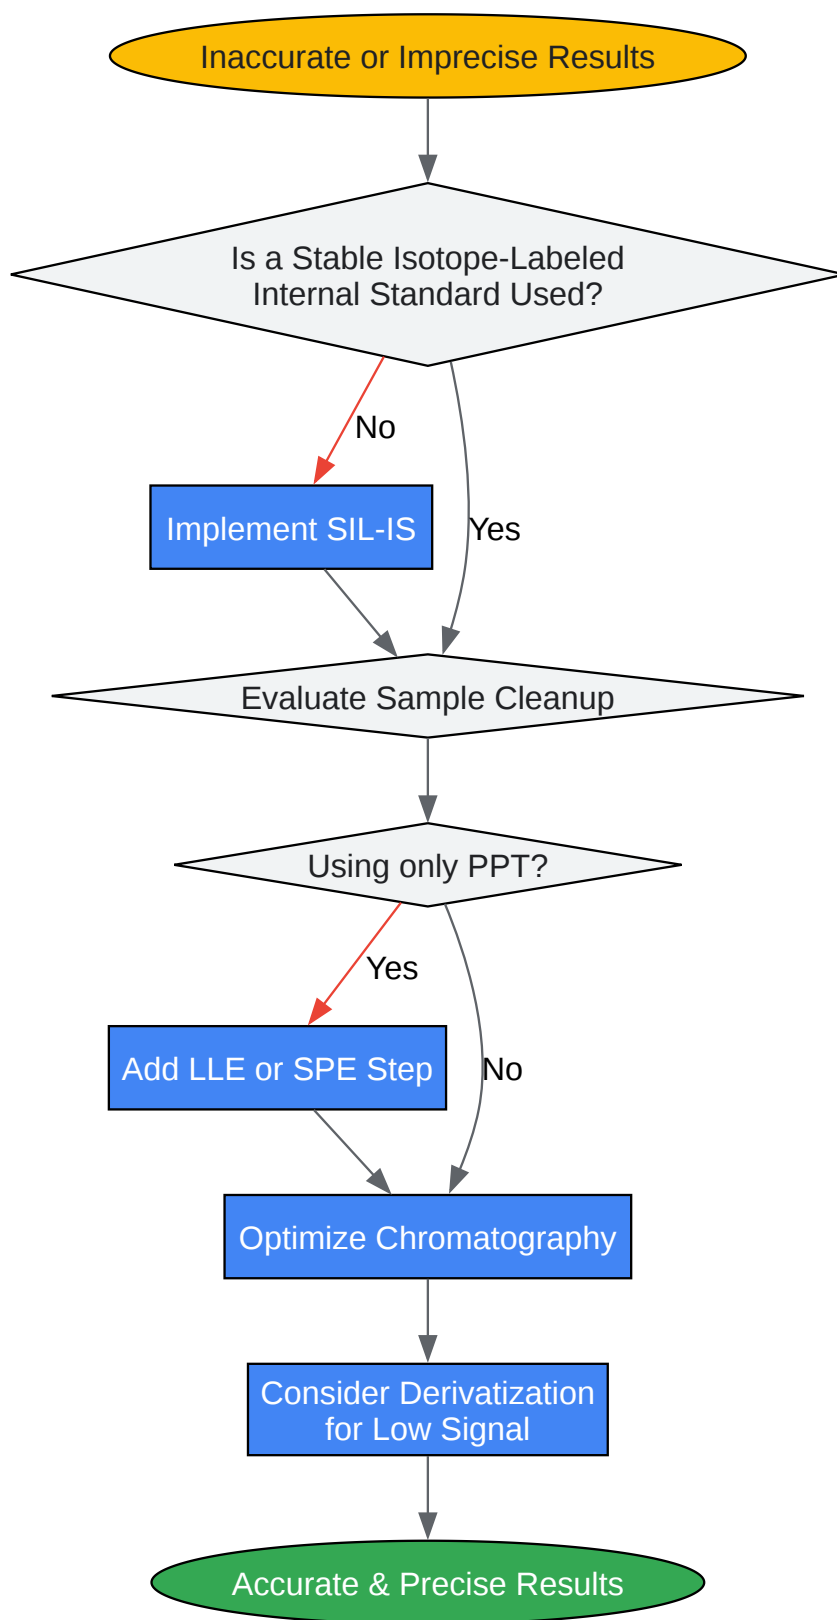 Inaccurate or Imprecise Results
Is a Stable Isotope-Labeled
Internal Standard Used?
No
Implement SIL-IS
Yes
Evaluate Sample Cleanup
Using only PPT?
Yes
Add LLE or SPE Step
No
Optimize Chromatography
Consider Derivatization
for Low Signal
Accurate & Precise Results